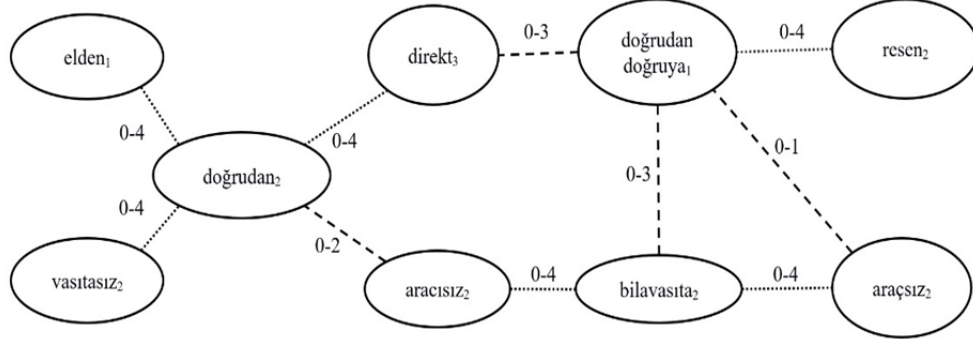 elden₁
direkt₃
0-3
doğrudan
doğruya₁
0-4
resen₂
0-4
0-4
doğrudan₂
0-3
0-1
0-4
0-2
vasıtasız₂
aracısız₂
0-4
bilavasıta₂
0-4
araçsız₂